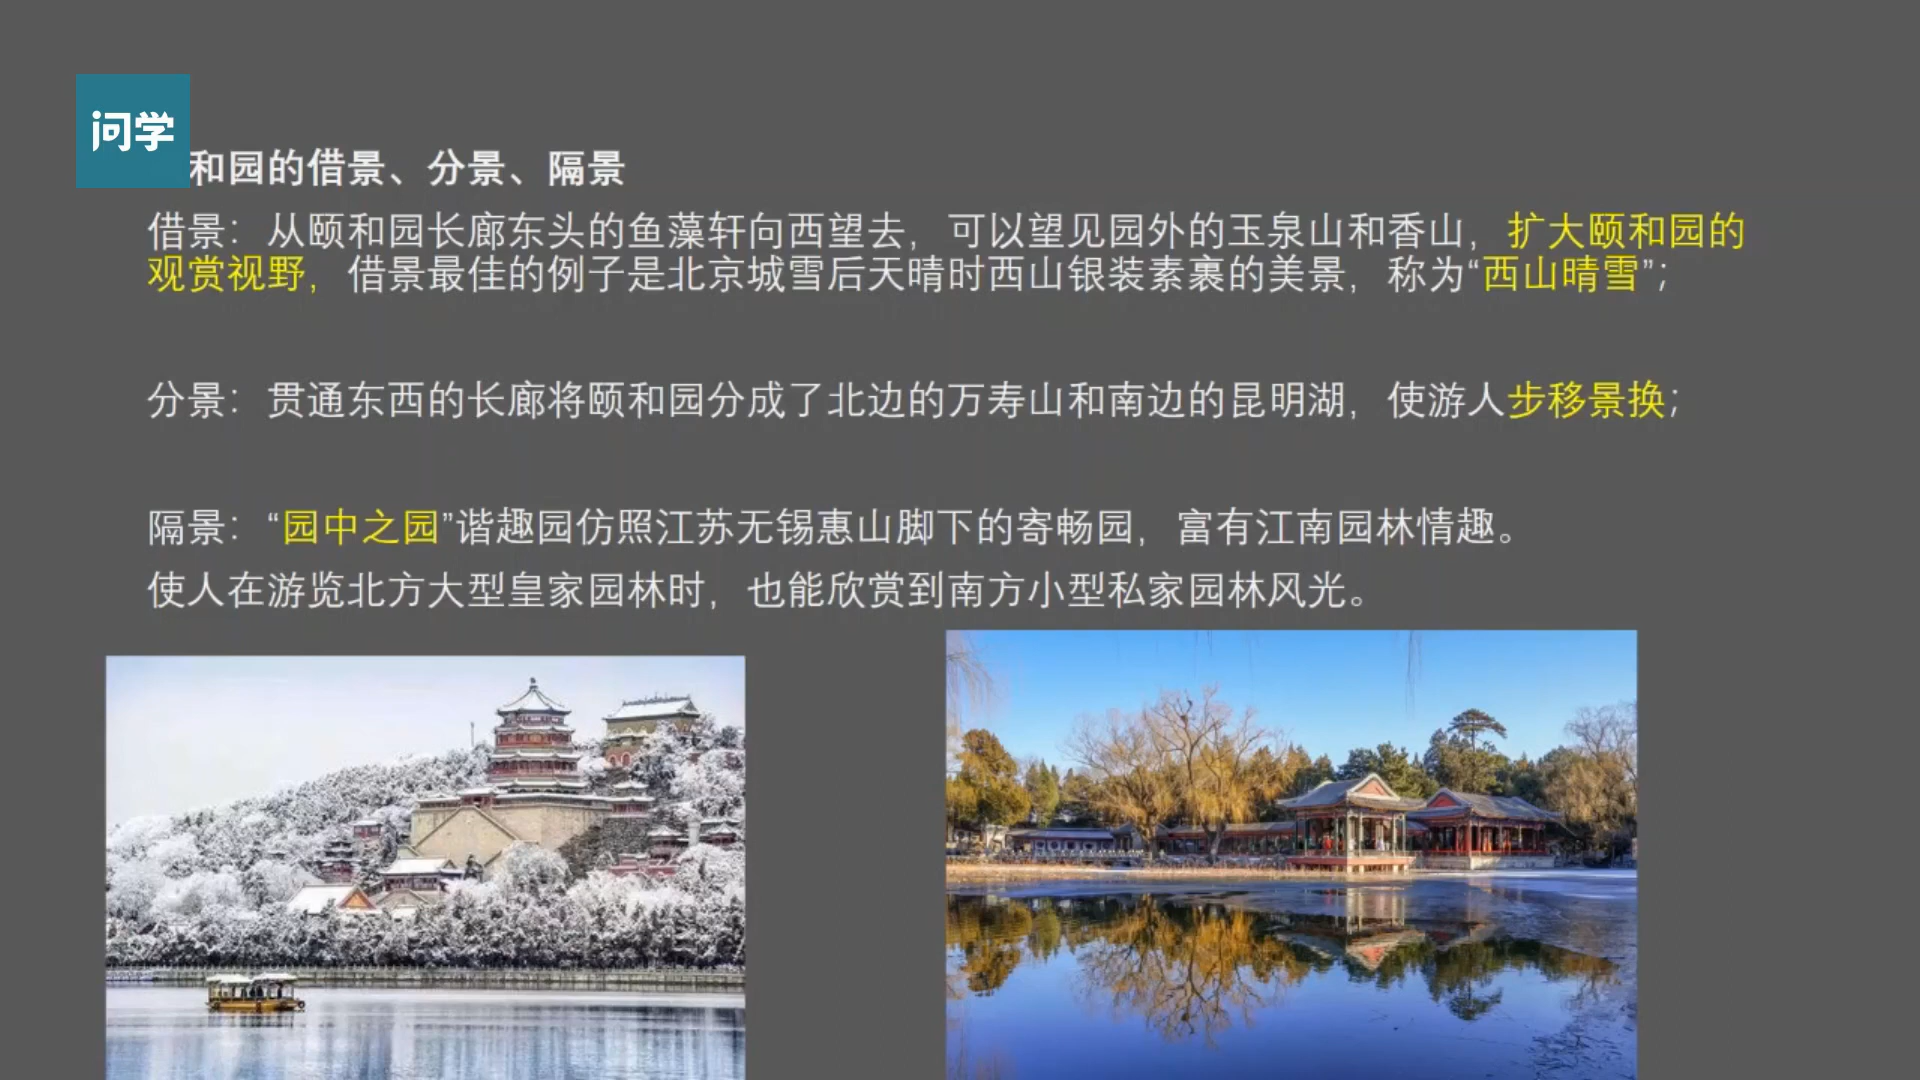 问学
和园的借景、分景、隔景
借景：从颐和园长廊东头的鱼藻轩向西望去，可以望见园外的玉泉山和香山，扩大颐和园的
观赏视野，借景最佳的例子是北京城雪后天晴时西山银装素裹的美景，称为“西山晴雪”；
分景：贯通东西的长廊将颐和园分成了北边的万寿山和南边的昆明湖，使游人步移景换；
隔景：“园中之园”谐趣园仿照江苏无锡惠山脚下的寄畅园，富有江南园林情趣。
使人在游览北方大型皇家园林时，也能欣赏到南方小型私家园林风光。